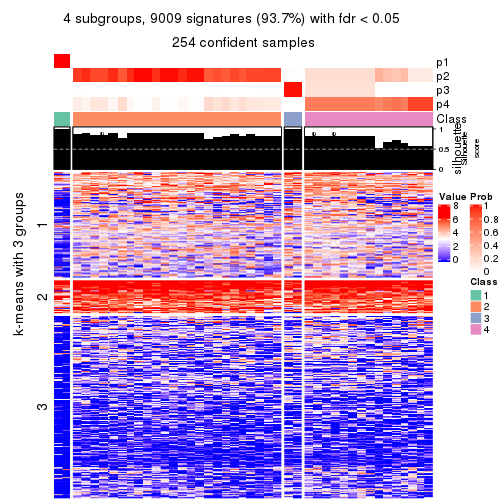 4 subgroups, 9009 signatures (93.7%) with fdr < 0.05
254 confident samples
p1
p2
p3
p4
Class
silhouette
1
0.5
0
Silhouette
score
k-means with 3 groups
1
2
3
Value
8
6
4
2
0
Prob
1
0.8
0.6
0.4
0.2
0
Class
1
2
3
4